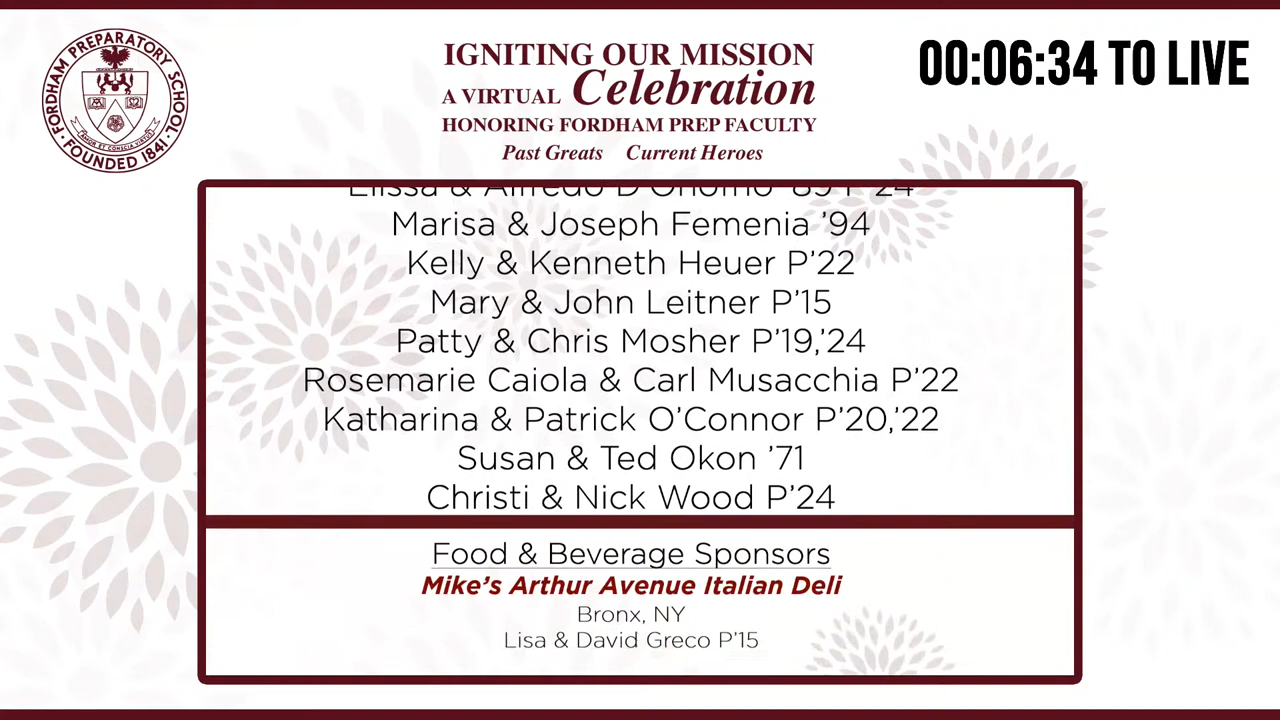 FORDHAM PREPARATORY SCHOOL
· FOUNDED 1841 ·
IGNITING OUR MISSION
A VIRTUAL Celebration
HONORING FORDHAM PREP FACULTY
Past Greats Current Heroes
00:06:34 TO LIVE
Marisa & Joseph Femenia ’94
Kelly & Kenneth Heuer P’22
Mary & John Leitner P’15
Patty & Chris Mosher P’19,’24
Rosemarie Caiola & Carl Musacchia P’22
Katharina & Patrick O’Connor P’20,’22
Susan & Ted Okon ’71
Christi & Nick Wood P’24
Food & Beverage Sponsors
Mike’s Arthur Avenue Italian Deli
Bronx, NY
Lisa & David Greco P’15